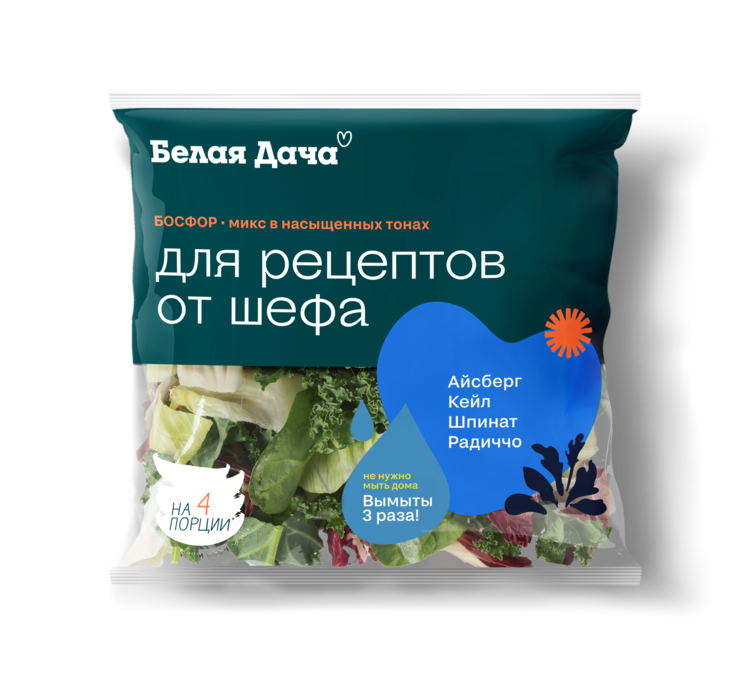 Белая Дача
БОСФОР • микс в насыщенных тонах
для рецептов
от шефа
Айсберг
Кейл
Шпинат
Радиччо
не нужно
мыть дома
Вымыты
3 раза!
НА 4
ПОРЦИИ*